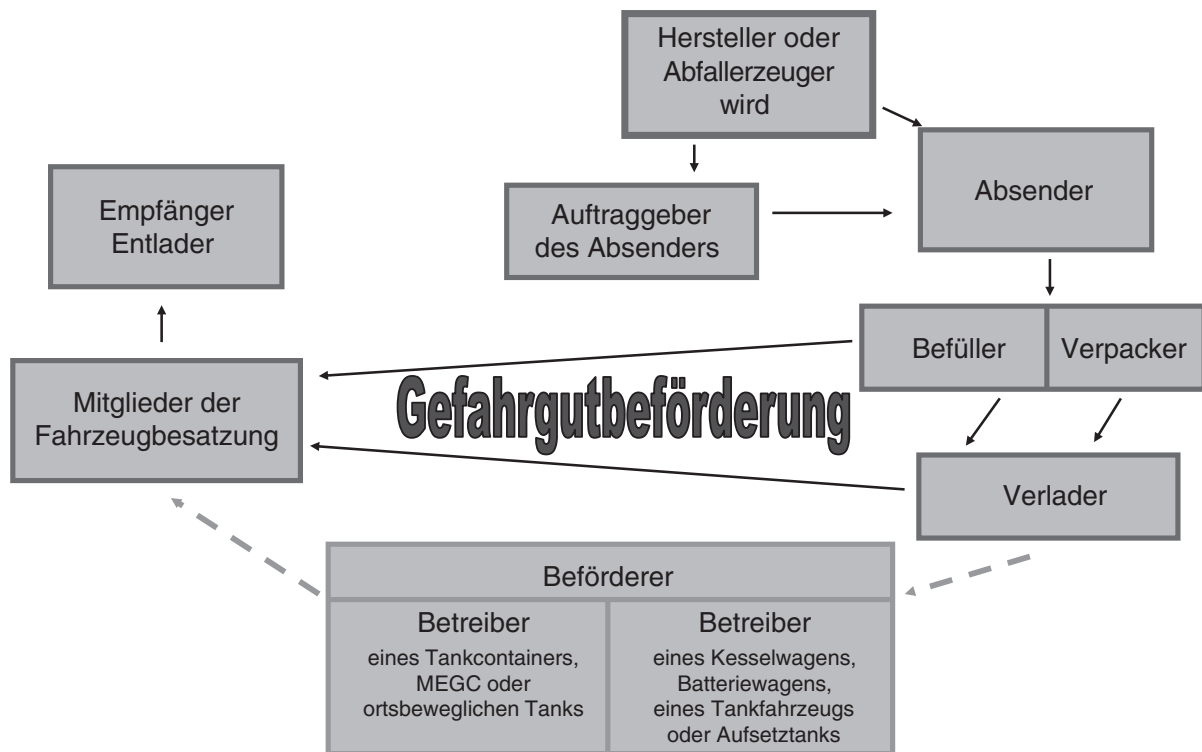 Hersteller oder
Abfallerzeuger
wird
Absender
Auftraggeber
des Absenders
Empfänger
Entlader
Befüller
Verpacker
Mitglieder der
Fahrzeugbesatzung
Gefahrgutbeförderung
Verlader
Beförderer
Betreiber
eines Tankcontainers,
MEGC oder
ortsbeweglichen Tanks
Betreiber
eines Kesselwagens,
Batteriewagens,
eines Tankfahrzeugs
oder Aufsetztanks